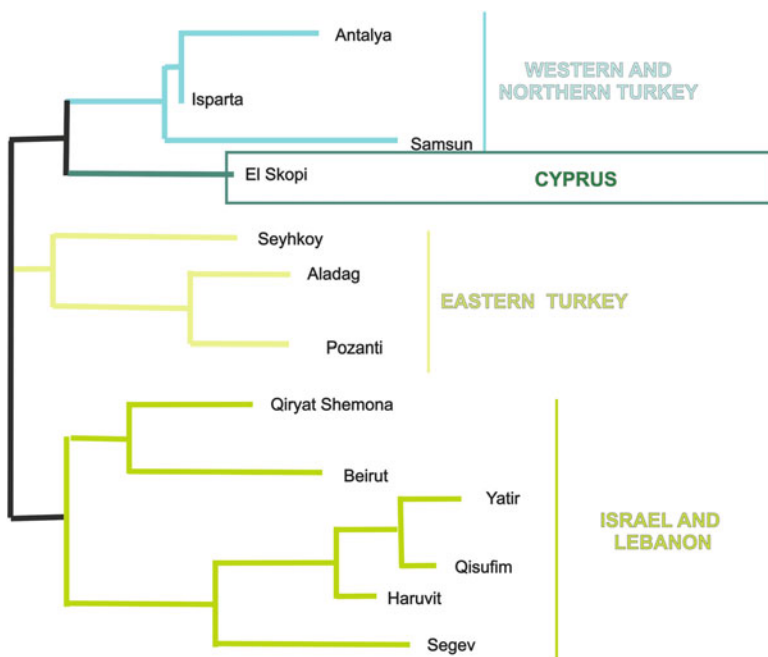 Antalya
WESTERN AND
NORTHERN TURKEY
Isparta
Samsun
El Skopi
CYPRUS
Seyhkoy
Aladag
EASTERN TURKEY
Pozanti
Qiryat Shemona
Beirut
Yatir
ISRAEL AND
LEBANON
Qisufim
Haruvit
Segev